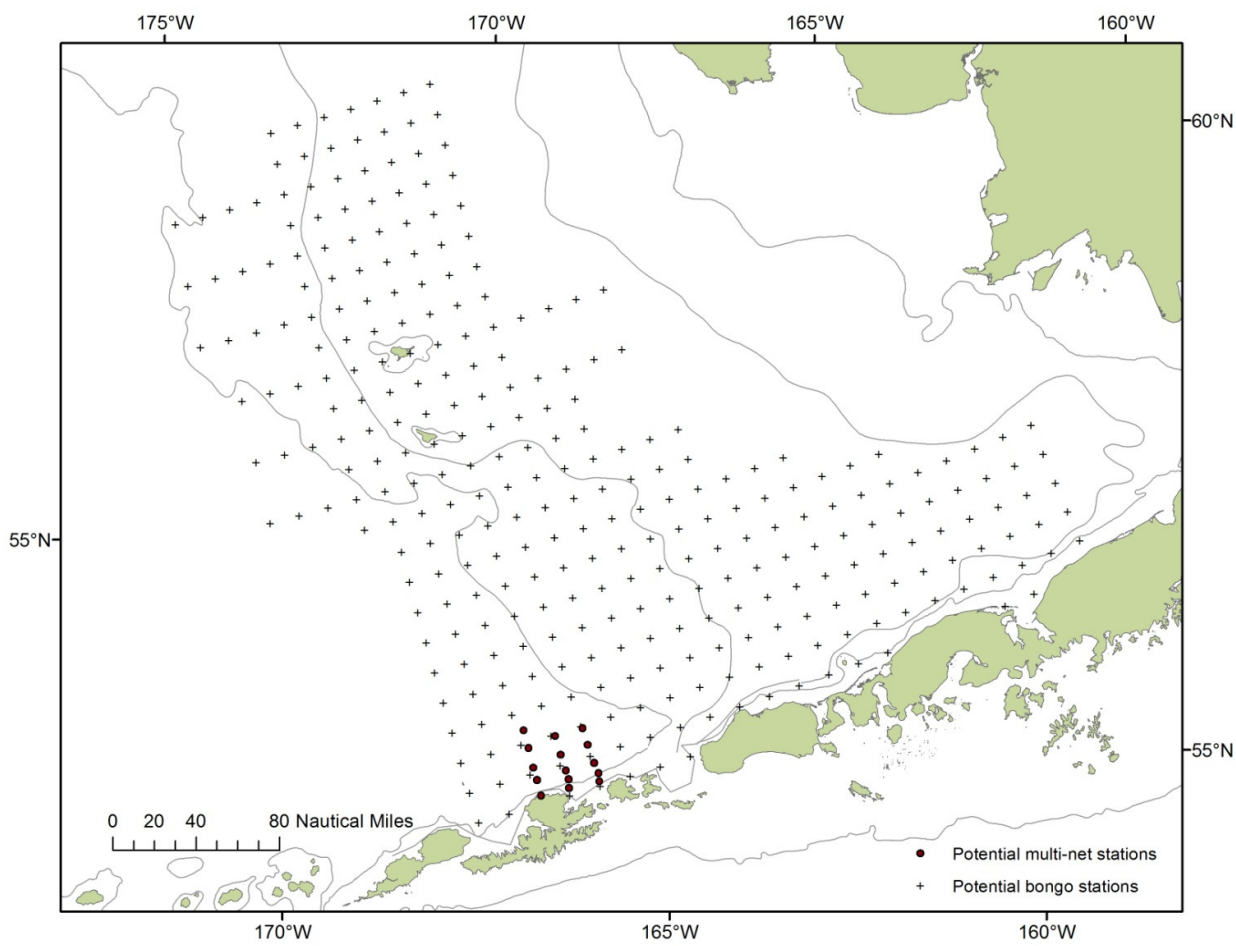 175°W 170°W 165°W 160°W
60°N
55°N
55°N
0 20 40 80 Nautical Miles
Potential multi-net stations
Potential bongo stations
170°W 165°W 160°W